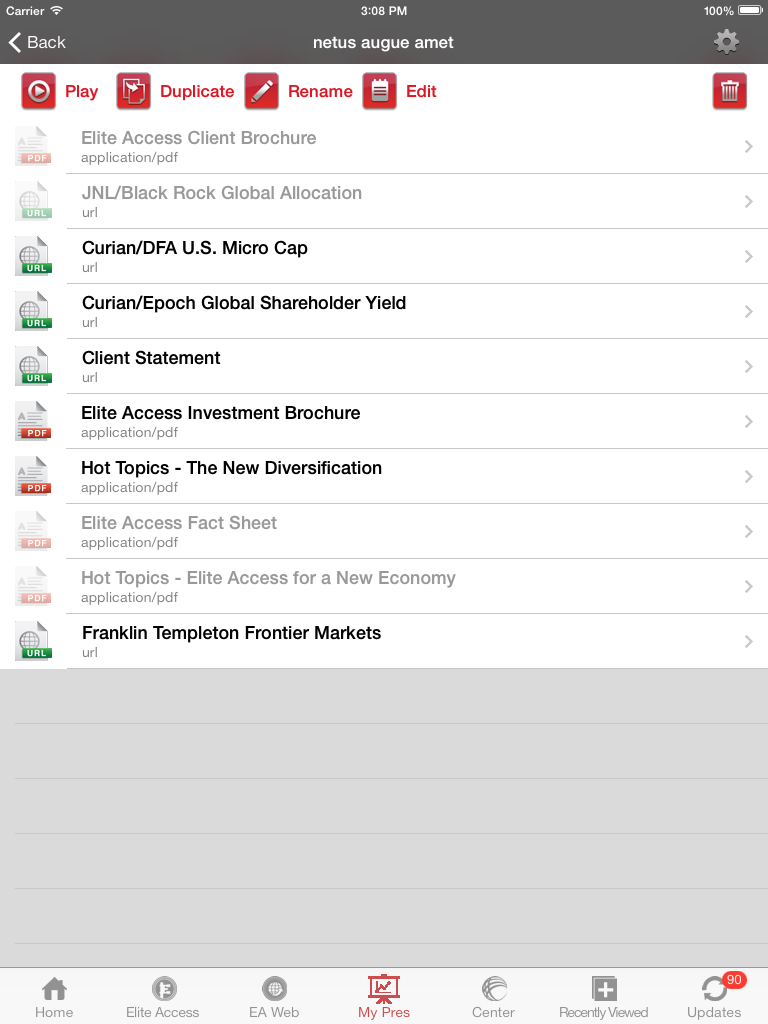 Carrier 3:08 PM 100%
Back netus augue amet
Play Duplicate Rename Edit
Elite Access Client Brochure
PDF application/pdf
JNL/Black Rock Global Allocation
URL url
Curian/DFA U.S. Micro Cap
URL url
Curian/Epoch Global Shareholder Yield
URL url
Client Statement
URL url
Elite Access Investment Brochure
PDF application/pdf
Hot Topics - The New Diversification
PDF application/pdf
Elite Access Fact Sheet
PDF application/pdf
Hot Topics - Elite Access for a New Economy
PDF application/pdf
Franklin Templeton Frontier Markets
URL url
90
Home Elite Access EA Web My Pres Center Recently Viewed Updates